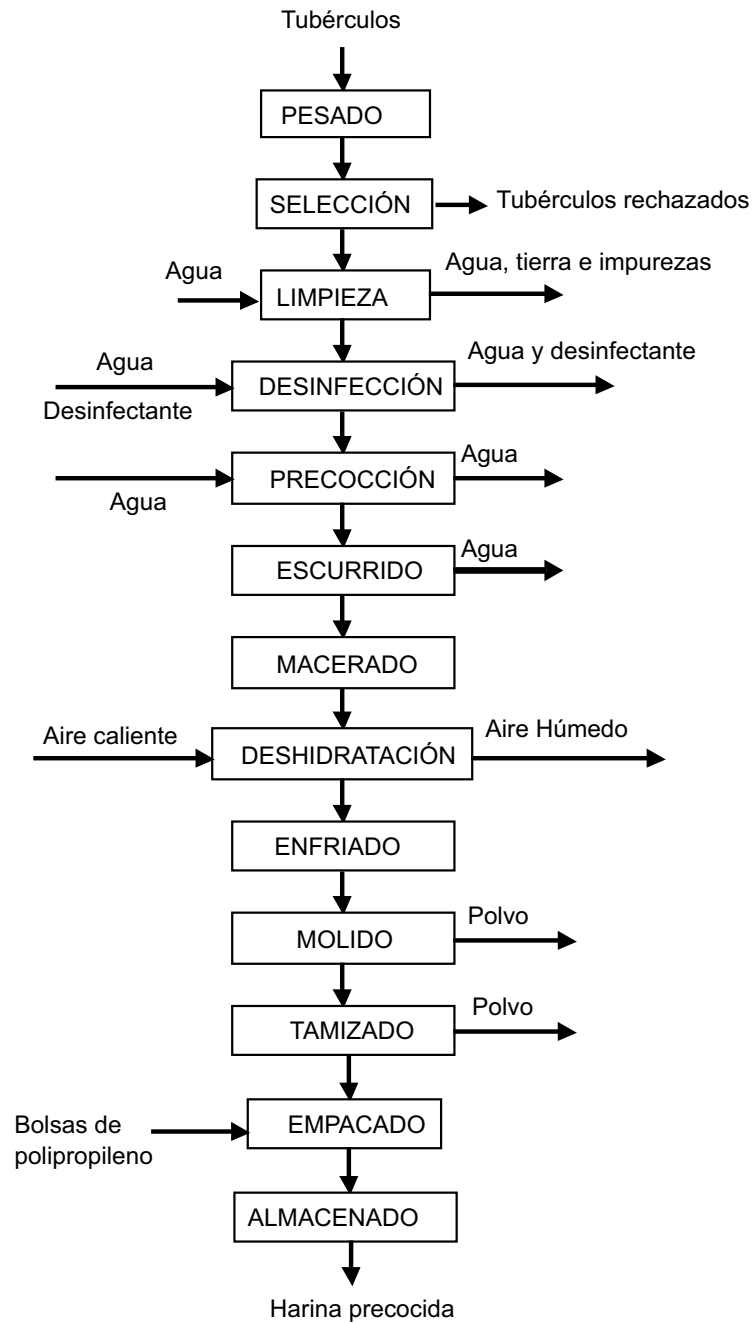 Tubérculos
PESADO
SELECCIÓN
Tubérculos rechazados
Agua
LIMPIEZA
Agua, tierra e impurezas
Agua
Desinfectante
DESINFECCIÓN
Agua y desinfectante
Agua
PRECOCCIÓN
Agua
ESCURRIDO
Agua
MACERADO
Aire caliente
DESHIDRATACIÓN
Aire Húmedo
ENFRIADO
MOLIDO
Polvo
TAMIZADO
Polvo
Bolsas de
polipropileno
EMPACADO
ALMACENADO
Harina precocida